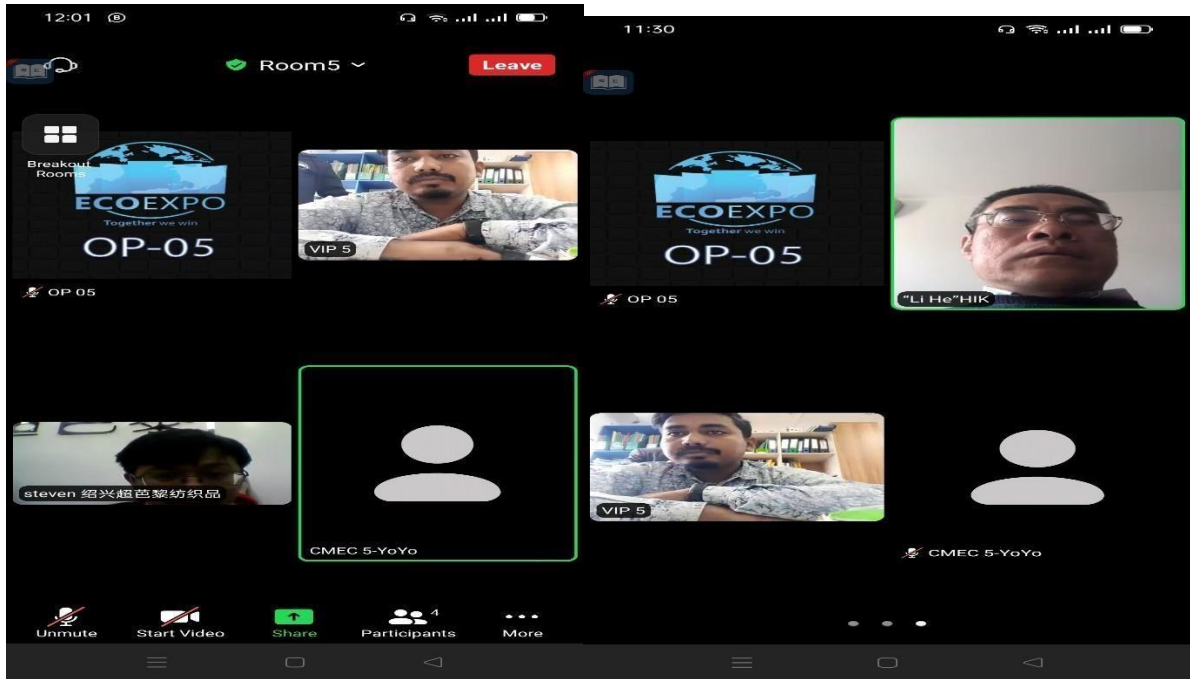 12:01
Room5
Leave
Breakout
Rooms
ECOEXPO
Together we win
OP-05
OP 05
VIP 5
steven 绍兴超芭黎纺织品
CMEC 5-YoYo
Unmute
Start Video
Share
4
Participants
More
11:30
ECOEXPO
Together we win
OP-05
OP 05
"Li He"HIK
VIP 5
CMEC 5-YoYo